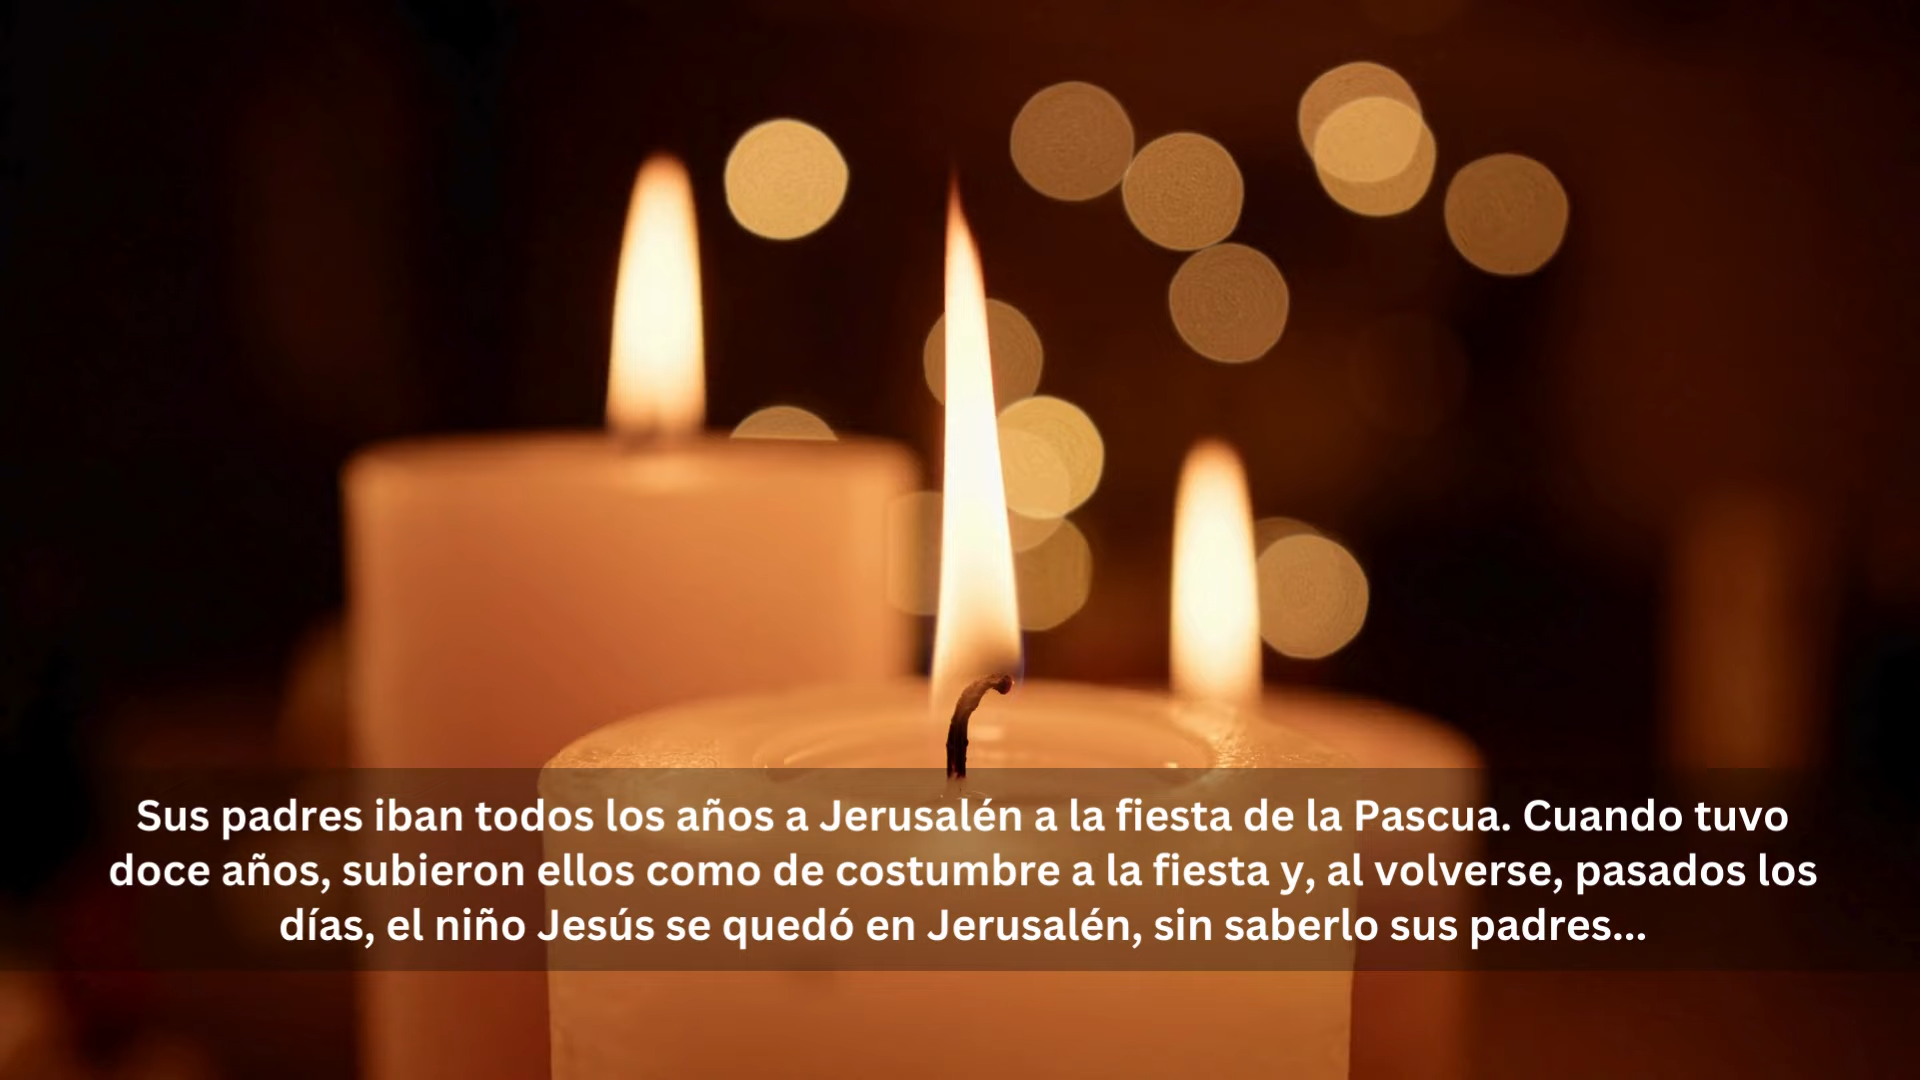 Sus padres iban todos los años a Jerusalén a la fiesta de la Pascua. Cuando tuvo
doce años, subieron ellos como de costumbre a la fiesta y, al volverse, pasados los
días, el niño Jesús se quedó en Jerusalén, sin saberlo sus padres...